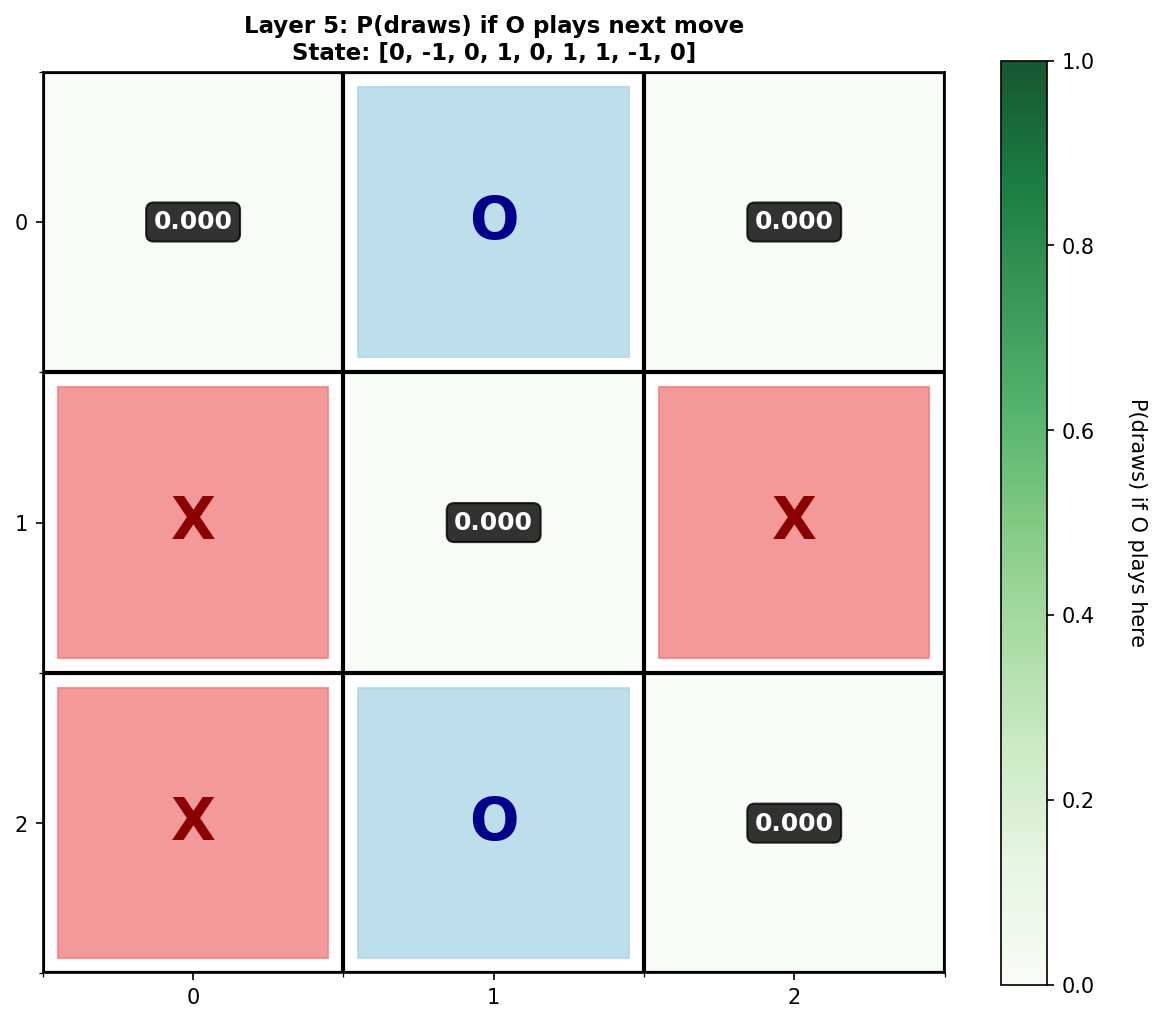 Layer 5: P(draws) if O plays next move
State: [0, -1, 0, 1, 0, 1, 1, -1, 0]
0.000
O
0.000
X
0.000
X
X
O
0.000
0
1
2
0
1
2
1.0
0.8
0.6
0.4
0.2
0.0
P(draws) if O plays here